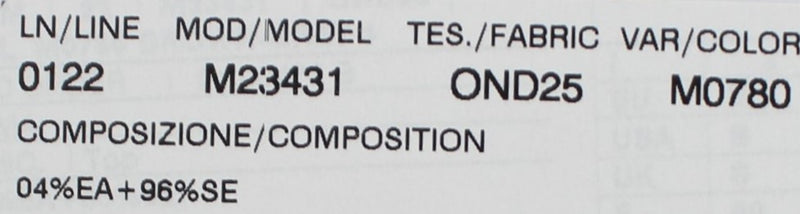 LN/LINE MOD/MODEL TES./FABRIC VAR/COLOR
0122 M23431 OND25 M0780
COMPOSIZIONE/COMPOSITION
04%EA+96%SE